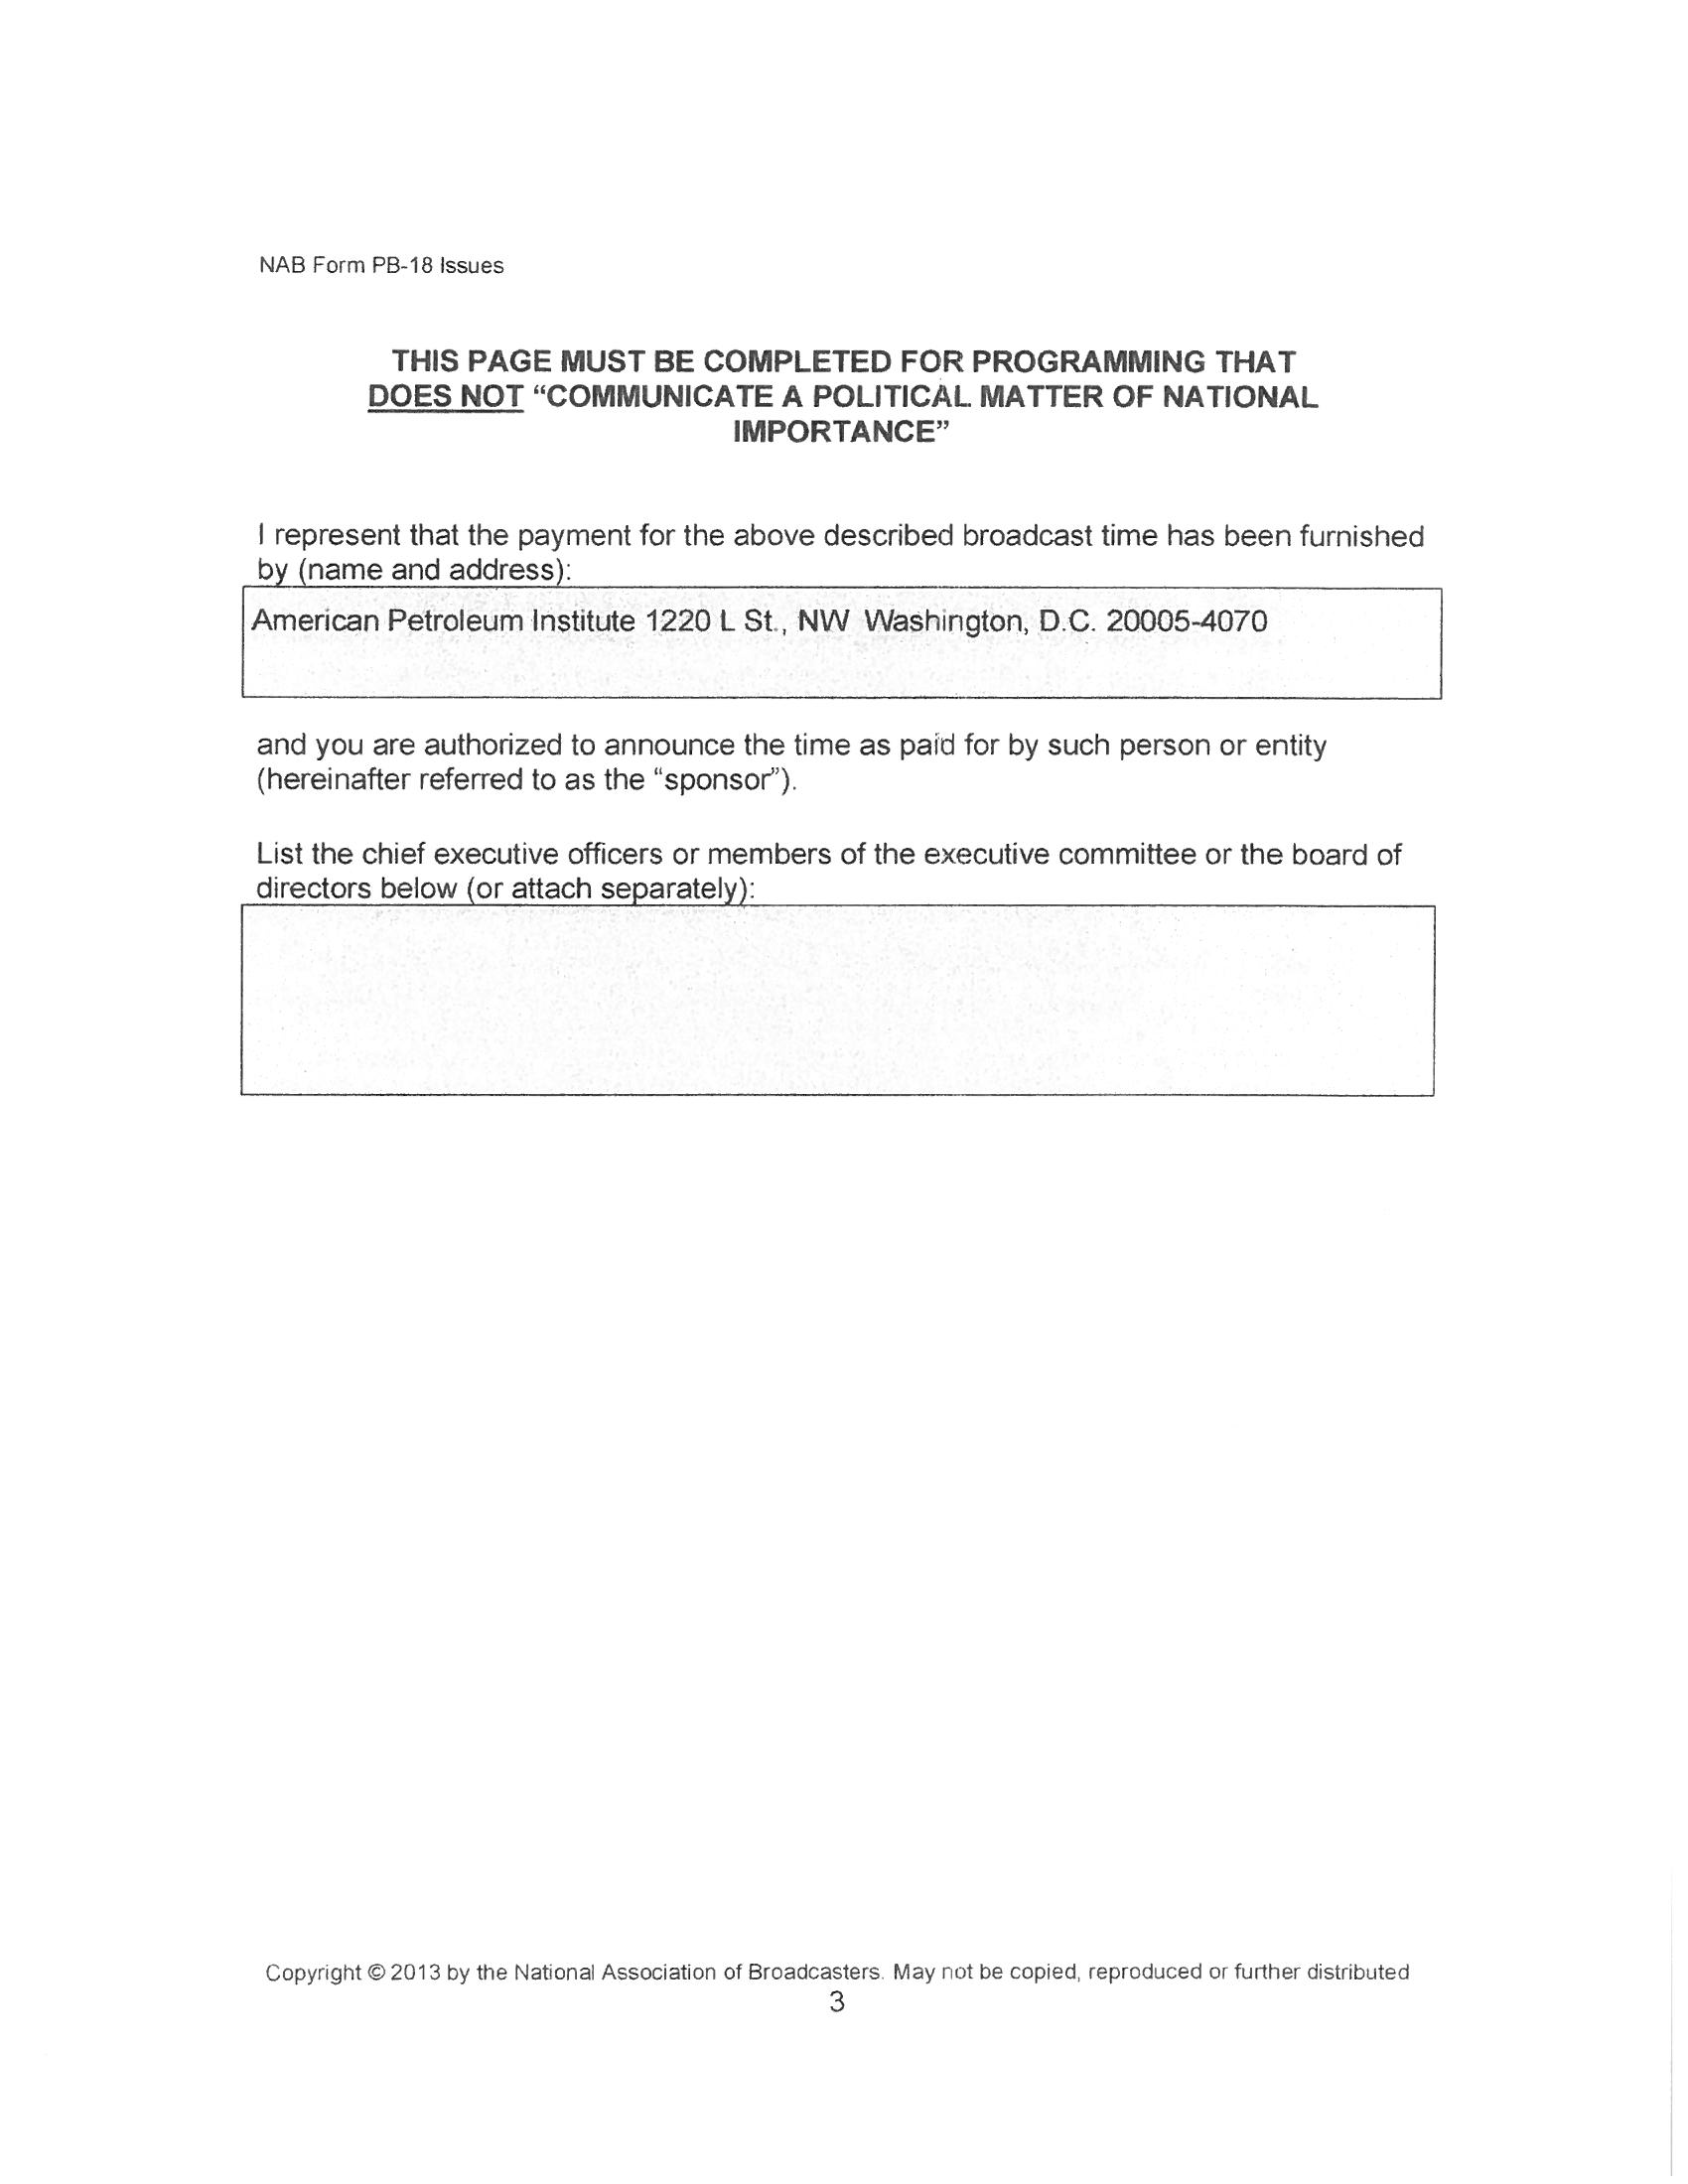 NAB Form PB-18 Issues
THIS PAGE MUST BE COMPLETED FOR PROGRAMMING THAT
DOES NOT “COMMUNICATE A POLITICAL MATTER OF NATIONAL
IMPORTANCE”
I represent that the payment for the above described broadcast time has been furnished
by (name and address):
American Petroleum Institute 1220 L St., NW Washington, D.C. 20005-4070
and you are authorized to announce the time as paid for by such person or entity
(hereinafter referred to as the “sponsor”).
List the chief executive officers or members of the executive committee or the board of
directors below (or attach separately):
Copyright © 2013 by the National Association of Broadcasters. May not be copied, reproduced or further distributed
3